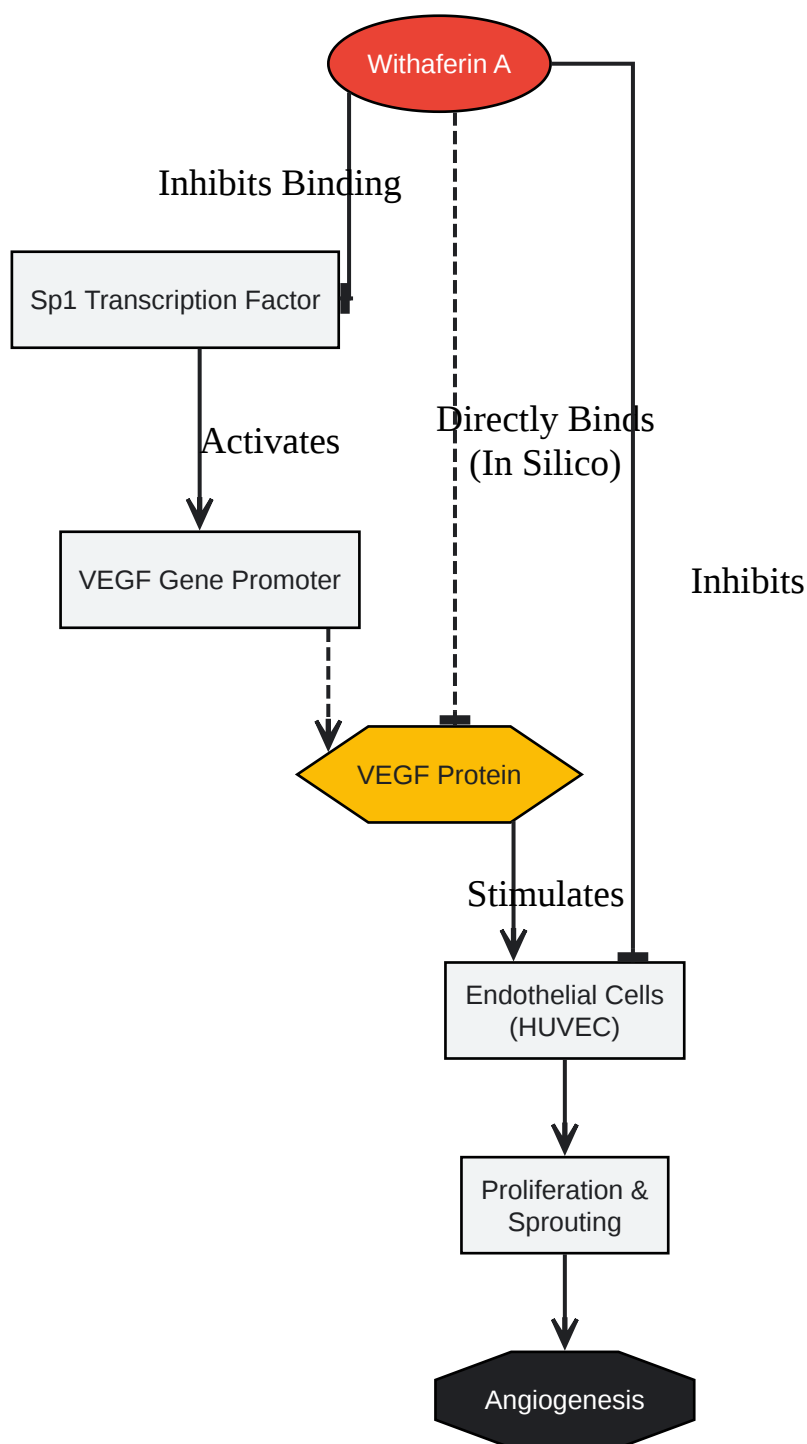 Withaferin A
Inhibits Binding
Sp1 Transcription Factor
Directly Binds
(In Silico)
Activates
VEGF Gene Promoter
Inhibits
VEGF Protein
Stimulates
Endothelial Cells
(HUVEC)
Proliferation &
Sprouting
Angiogenesis